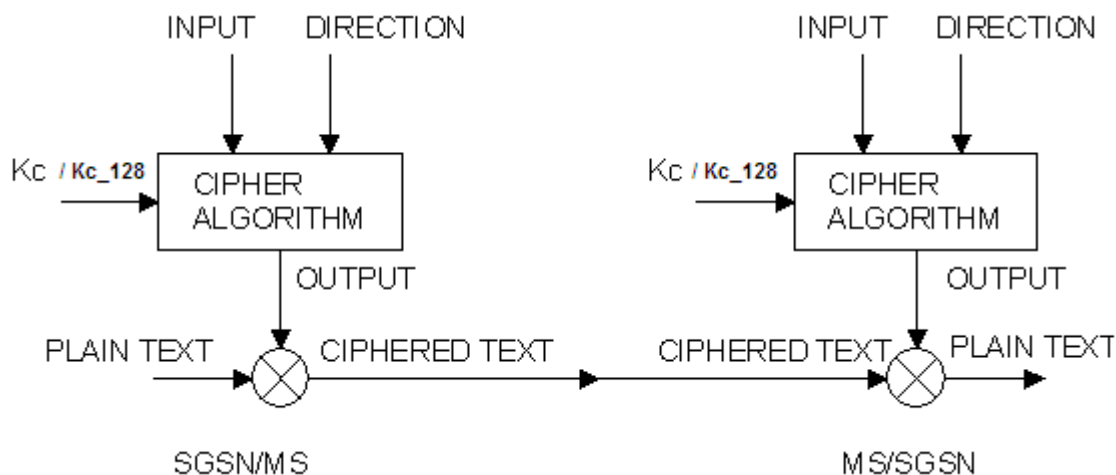 INPUT DIRECTION INPUT DIRECTION
Kc / Kc_128 Kc / Kc_128
CIPHER CIPHER
ALGORITHM ALGORITHM
OUTPUT OUTPUT
PLAIN TEXT CIPHERED TEXT CIPHERED TEXT PLAIN TEXT
SGSN/MS MS/SGSN